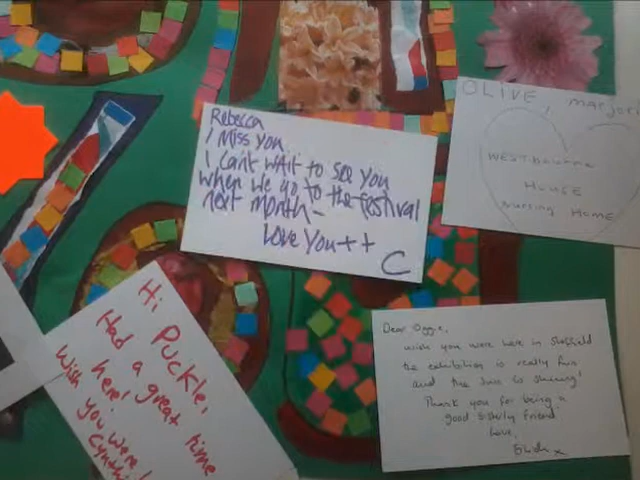 Rebecca
I Miss You
I can't wait to see you
when we go to the festival
next month -
Love You ++
C
OLIVE, marjori
WESTBOURNE
HOUSE
Nursing HOME
Hi Puckle,
Had a great time
here!
Wish you were
Cynthi
Dear Oggie,
wish you were here in Sheffield
the exhibition is really fun
and the sun is shining!
Thank you for being a
good sisterly friend
Love,